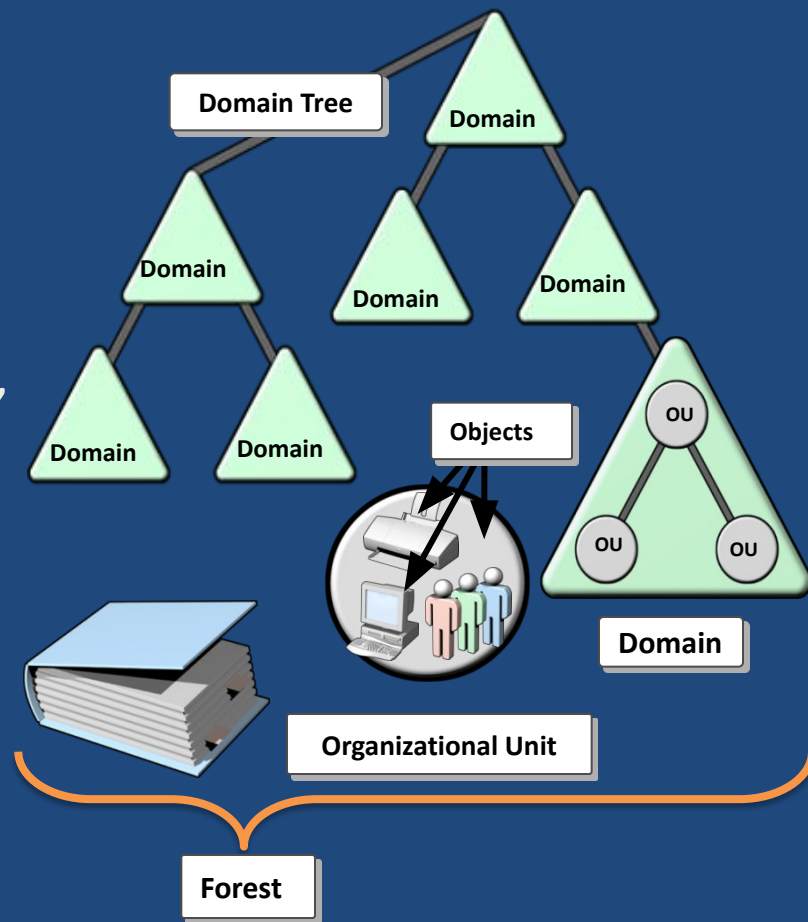 Domain Tree
Domain
Domain
Domain
Domain
Domain
Domain
Objects
OU
OU
OU
Domain
Organizational Unit
Forest